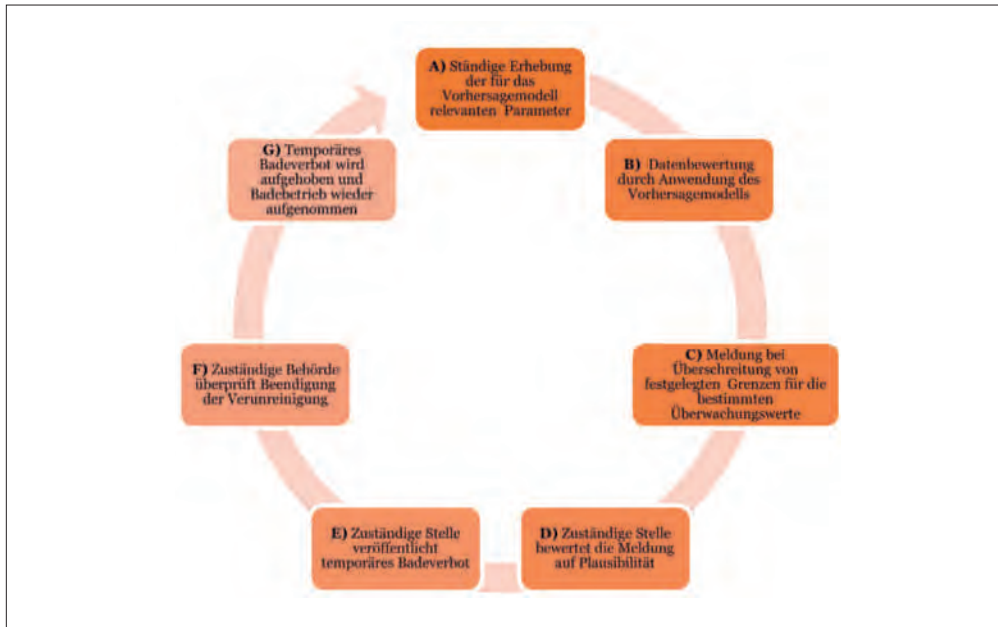 A) Ständige Erhebung
der für das
Vorhersagemodell
relevanten Parameter
B) Datenbewertung
durch Anwendung des
Vorhersagemodells
C) Meldung bei
Überschreitung von
festgelegten Grenzen für die
bestimmten
Überwachungswerte
D) Zuständige Stelle
bewertet die Meldung
auf Plausibilität
E) Zuständige Stelle
veröffentlicht
temporäres Badeverbot
F) Zuständige Behörde
überprüft Beendigung
der Verunreinigung
G) Temporäres
Badeverbot wird
aufgehoben und
Badebetrieb wieder
aufgenommen